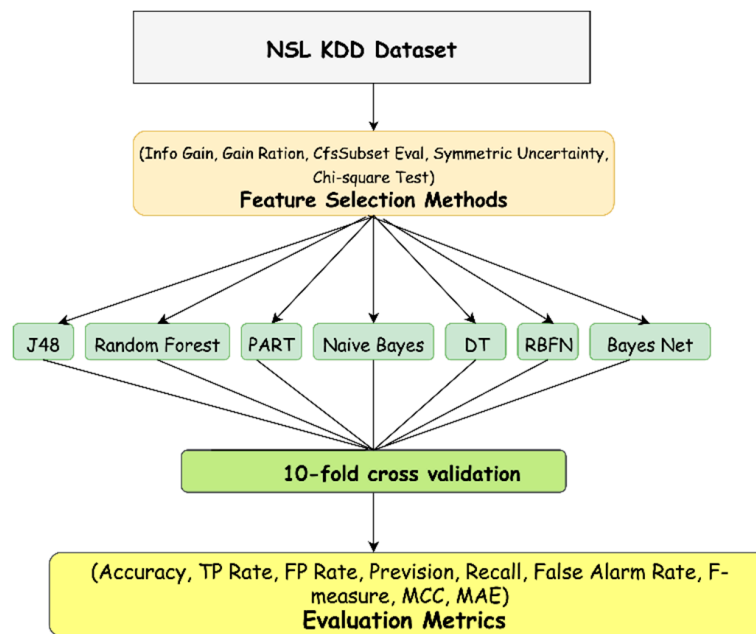 NSL KDD Dataset
(Info Gain, Gain Ration, CfsSubset Eval, Symmetric Uncertainty,
Chi-square Test)
Feature Selection Methods
J48
Random Forest
PART
Naive Bayes
DT
RBFN
Bayes Net
10-fold cross validation
(Accuracy, TP Rate, FP Rate, Prevision, Recall, False Alarm Rate, F-
measure, MCC, MAE)
Evaluation Metrics